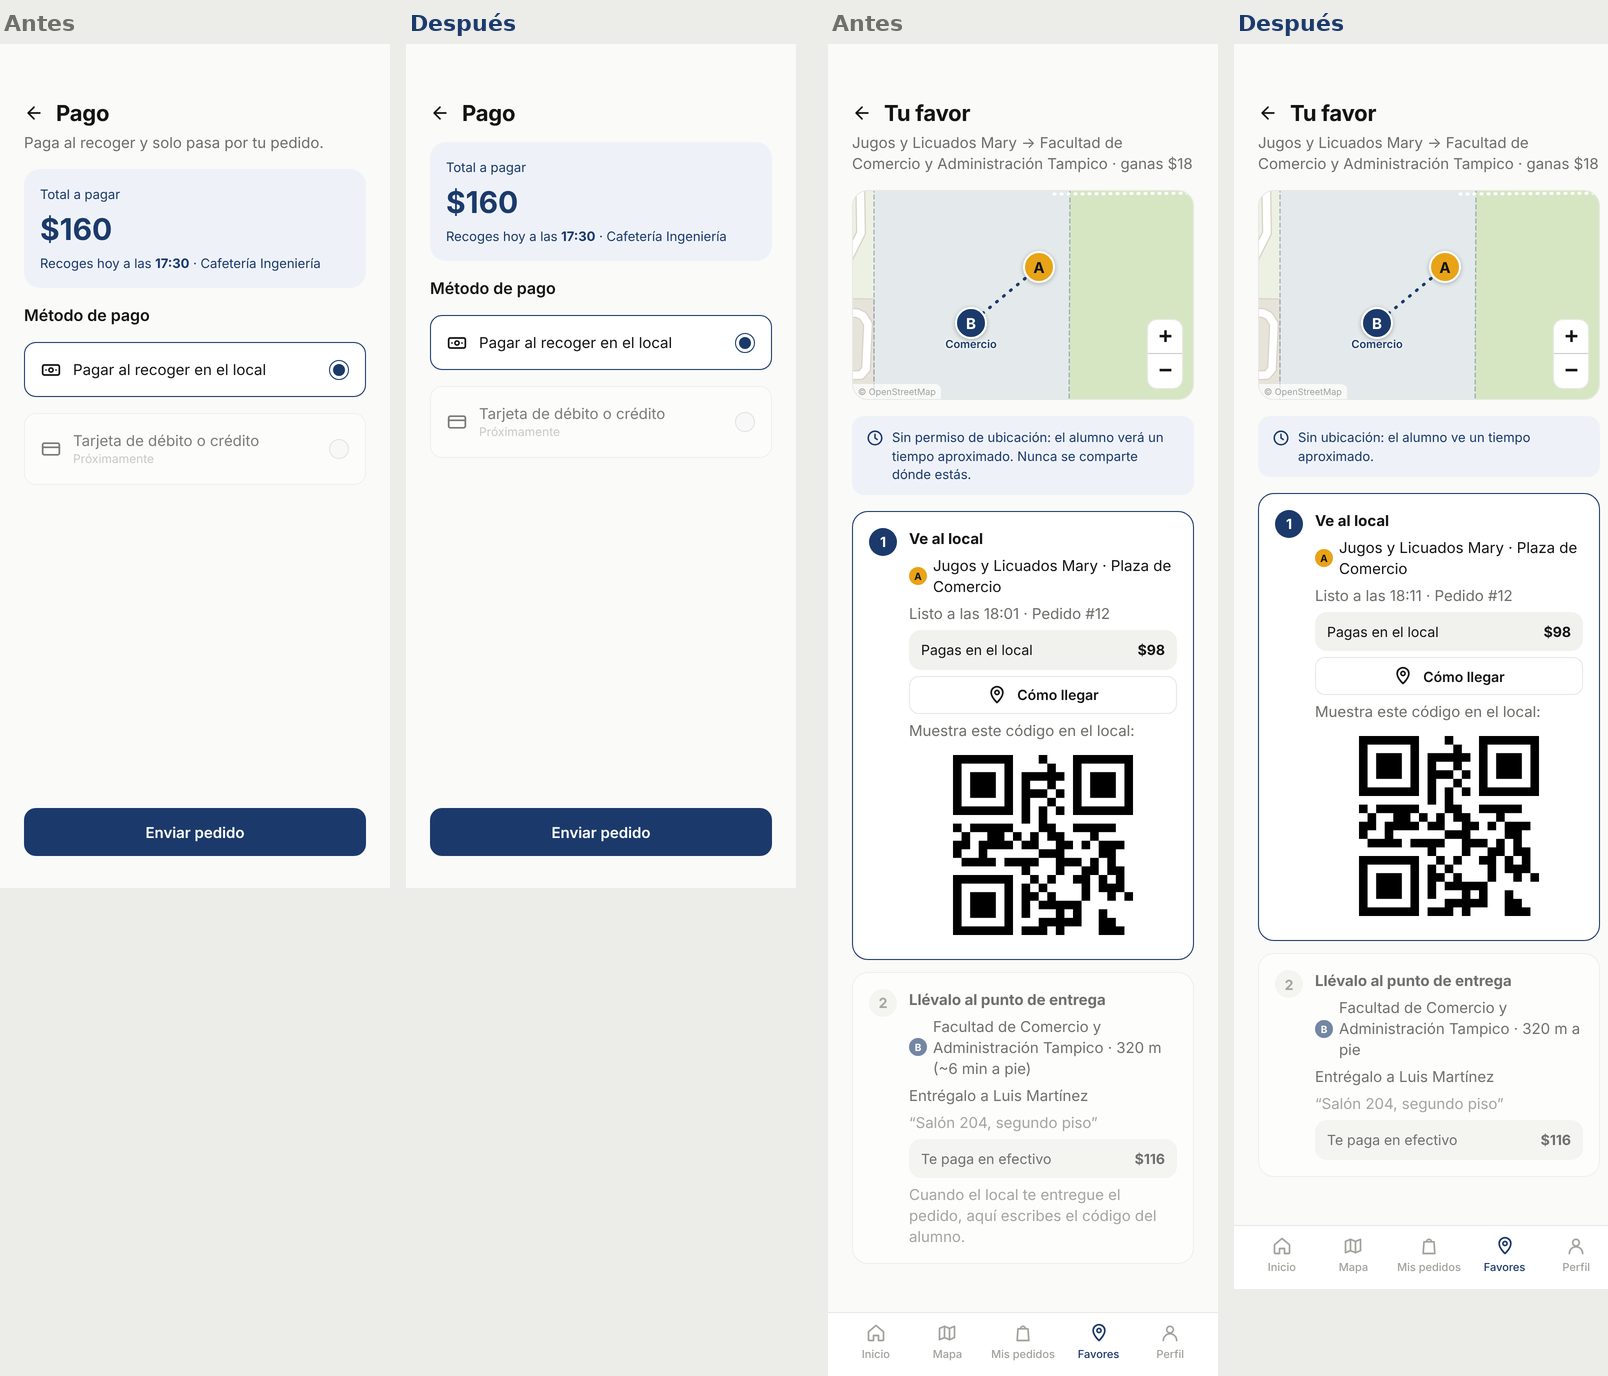 Antes
Pago
Paga al recoger y solo pasa por tu pedido.
Total a pagar
$160
Recoges hoy a las 17:30 · Cafetería Ingeniería
Método de pago
Pagar al recoger en el local
Tarjeta de débito o crédito
Próximamente
Enviar pedido
Después
Pago
Total a pagar
$160
Recoges hoy a las 17:30 · Cafetería Ingeniería
Método de pago
Pagar al recoger en el local
Tarjeta de débito o crédito
Próximamente
Enviar pedido
Antes
Tu favor
Jugos y Licuados Mary → Facultad de
Comercio y Administración Tampico · ganas $18
A
B
Comercio
+
−
© OpenStreetMap
Sin permiso de ubicación: el alumno verá un
tiempo aproximado. Nunca se comparte
dónde estás.
1
Ve al local
A
Jugos y Licuados Mary · Plaza de
Comercio
Listo a las 18:01 · Pedido #12
Pagas en el local $98
Cómo llegar
Muestra este código en el local:
2
Llévalo al punto de entrega
Facultad de Comercio y
B
Administración Tampico · 320 m
(~6 min a pie)
Entrégalo a Luis Martínez
“Salón 204, segundo piso”
Te paga en efectivo $116
Cuando el local te entregue el
pedido, aquí escribes el código del
alumno.
Inicio Mapa Mis pedidos Favores Perfil
Después
Tu favor
Jugos y Licuados Mary → Facultad de
Comercio y Administración Tampico · ganas $18
A
B
Comercio
+
−
© OpenStreetMap
Sin ubicación: el alumno ve un tiempo
aproximado.
1
Ve al local
A
Jugos y Licuados Mary · Plaza de
Comercio
Listo a las 18:11 · Pedido #12
Pagas en el local $98
Cómo llegar
Muestra este código en el local:
2
Llévalo al punto de entrega
Facultad de Comercio y
B
Administración Tampico · 320 m a
pie
Entrégalo a Luis Martínez
“Salón 204, segundo piso”
Te paga en efectivo $116
Inicio Mapa Mis pedidos Favores Perfil